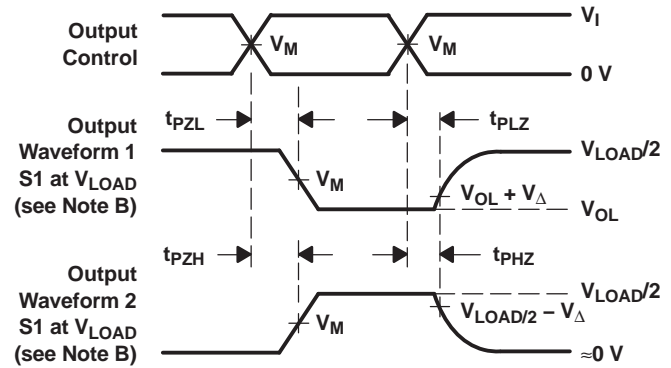 Output
Control
V_M
V_M
V_I
0 V
t_PZL
t_PLZ
Output
Waveform 1
S1 at V_LOAD
(see Note B)
V_M
V_LOAD/2
V_OL + V_Δ
V_OL
t_PZH
t_PHZ
Output
Waveform 2
S1 at V_LOAD
(see Note B)
V_M
V_LOAD/2
V_LOAD/2 – V_Δ
≈0 V